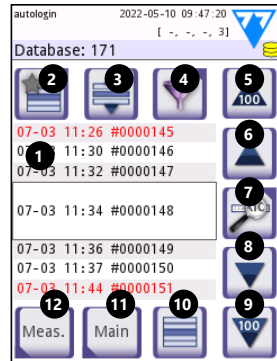 autologin 2022-05-10 09:47:20
[ -, -, -, 3]
77
Database: 171
2 3 4 5
100
07-03 11:26 #0000145
6
1
07-03 11:30 #0000146
07-03 11:32 #0000147
7
07-03 11:34 #0000148
8
07-03 11:36 #0000149
07-03 11:37 #0000150
07-03 11:44 #0000151
12 11 10 9
Meas. Main 100